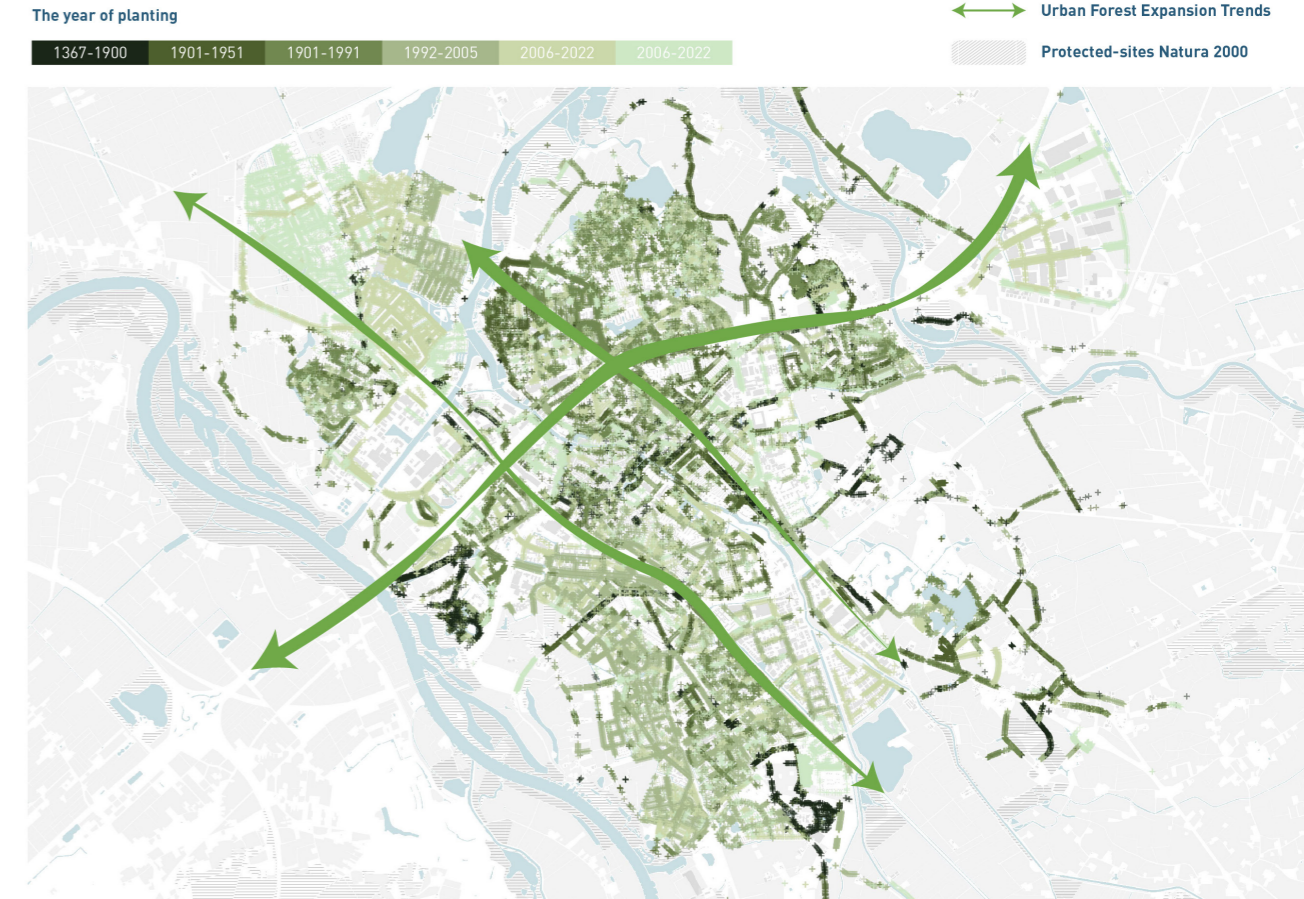 The year of planting
1367-1900 1901-1951 1901-1991 1992-2005 2006-2022 2006-2022
Urban Forest Expansion Trends
Protected-sites Natura 2000